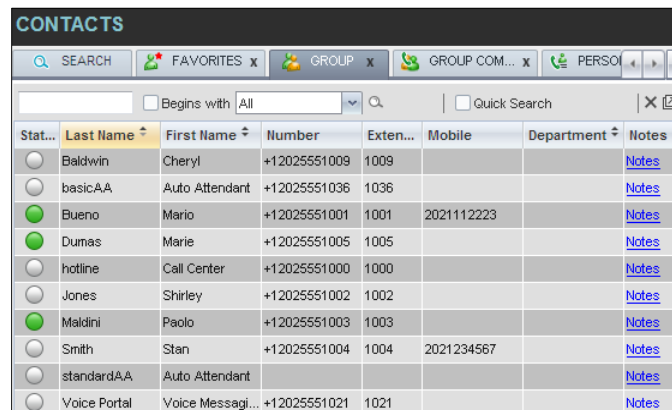 CONTACTS
SEARCH FAVORITES x GROUP x GROUP COM... x PERSO
Begins with All Quick Search
Stat... Last Name First Name Number Exten... Mobile Department Notes
Baldwin Cheryl +12025551009 1009 Notes
basicAA Auto Attendant +12025551036 1036 Notes
Bueno Mario +12025551001 1001 2021112223 Notes
Dumas Marie +12025551005 1005 Notes
hotline Call Center +12025551000 1000 Notes
Jones Shirley +12025551002 1002 Notes
Maldini Paolo +12025551003 1003 Notes
Smith Stan +12025551004 1004 2021234567 Notes
standardAA Auto Attendant Notes
Voice Portal Voice Messagi... +12025551021 1021 Notes